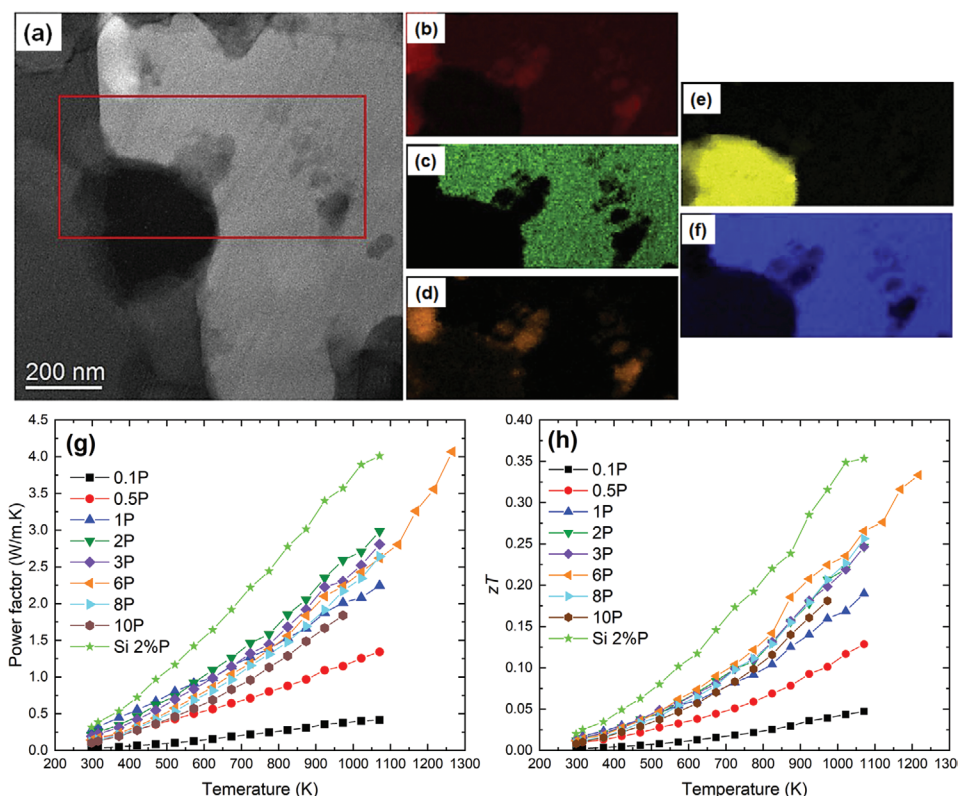 (a)
200 nm
(b)
(c)
(d)
(e)
(f)
(g)
4.5
4.0
3.5
3.0
2.5
2.0
1.5
1.0
0.5
0.0
Power factor (W/m.K)
0.1P
0.5P
1P
2P
3P
6P
8P
10P
Si 2%P
200 300 400 500 600 700 800 900 1000 1100 1200 1300
Temerature (K)
(h)
0.40
0.35
0.30
0.25
0.20
0.15
0.10
0.05
0.00
zT
0.1P
0.5P
1P
2P
3P
6P
8P
10P
Si 2%P
200 300 400 500 600 700 800 900 1000 1100 1200 1300
Temperature (K)